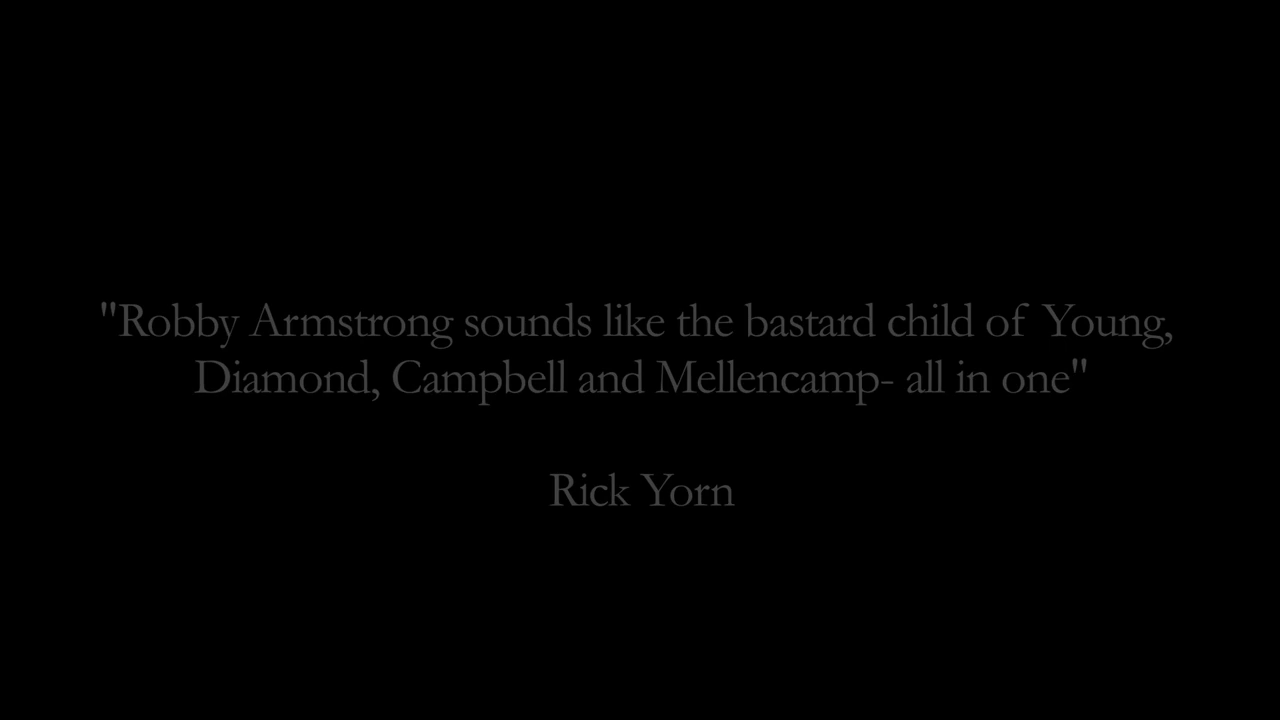 "Robby Armstrong sounds like the bastard child of Young,
Diamond, Campbell and Mellencamp- all in one"
Rick Yorn